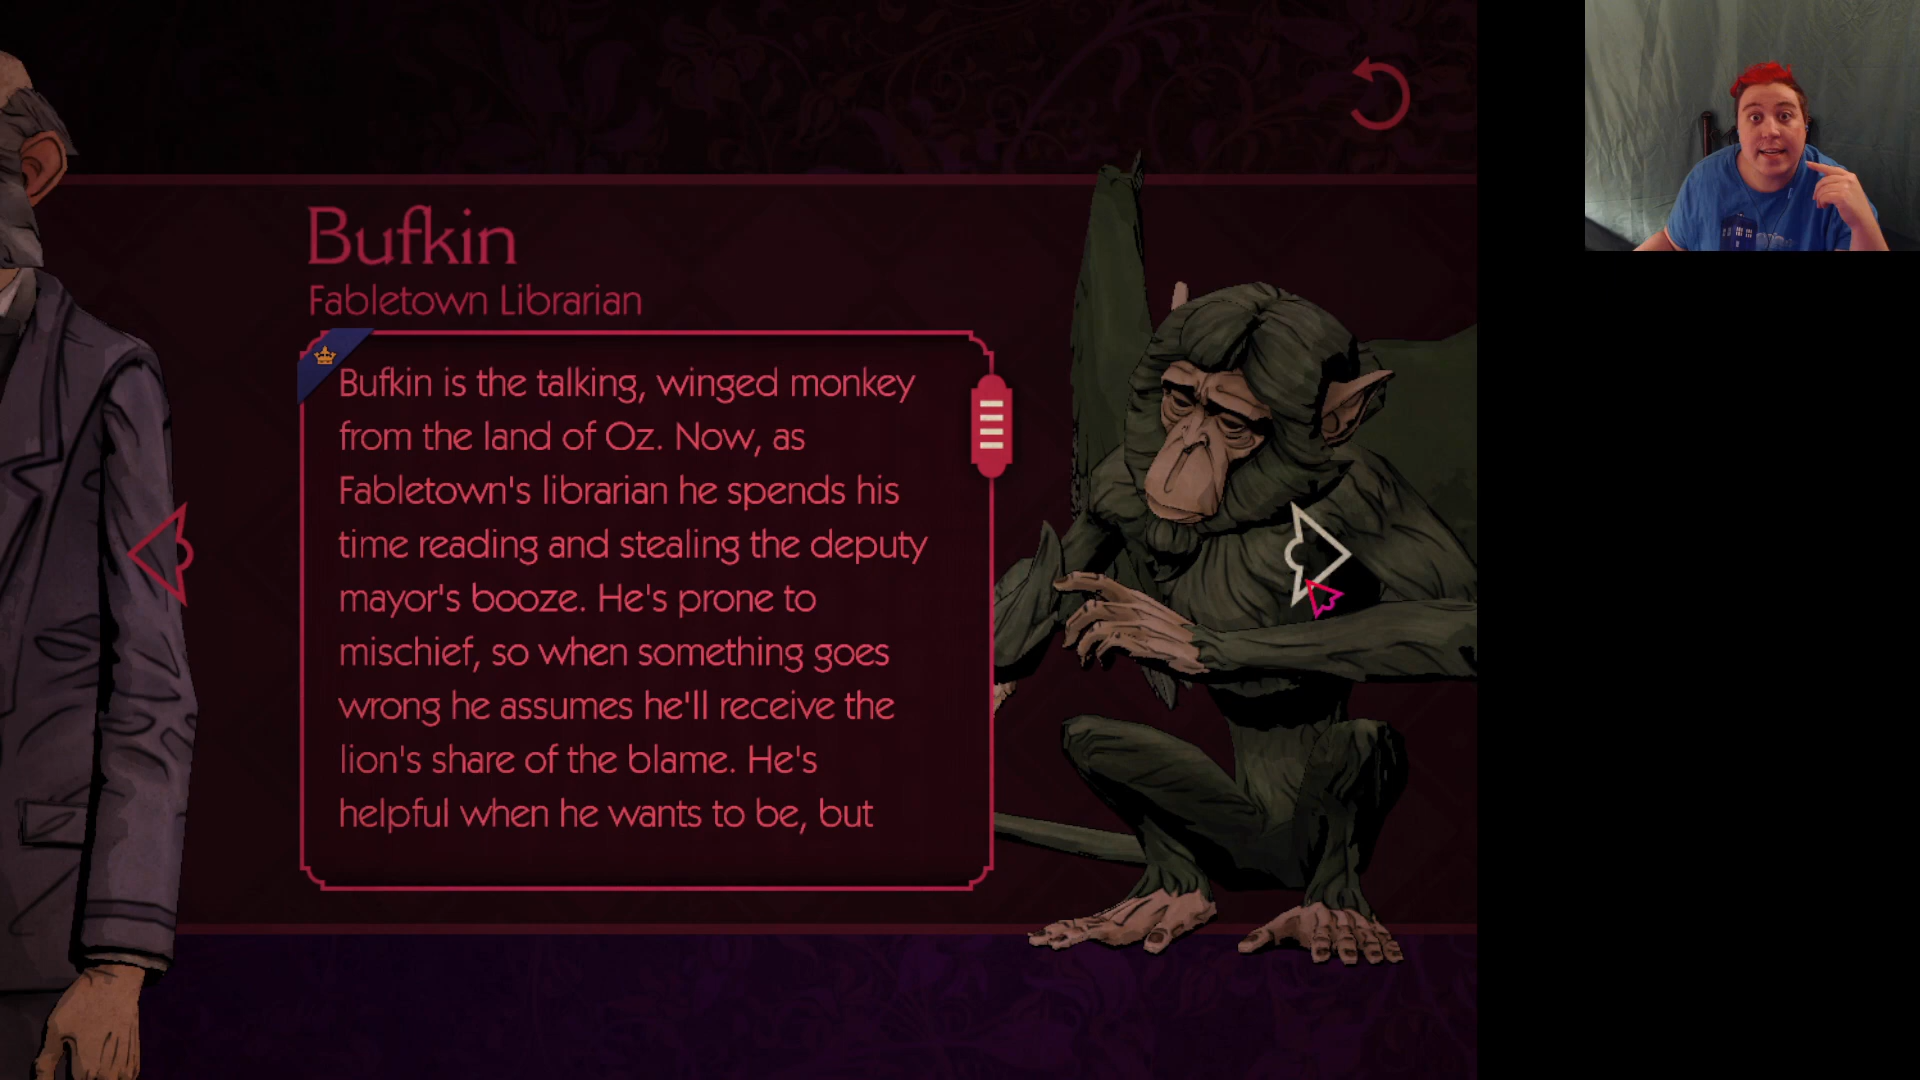 Bufkin
Fabletown Librarian
Bufkin is the talking, winged monkey
from the land of Oz. Now, as
Fabletown's librarian he spends his
time reading and stealing the deputy
mayor's booze. He's prone to
mischief, so when something goes
wrong he assumes he'll receive the
lion's share of the blame. He's
helpful when he wants to be, but